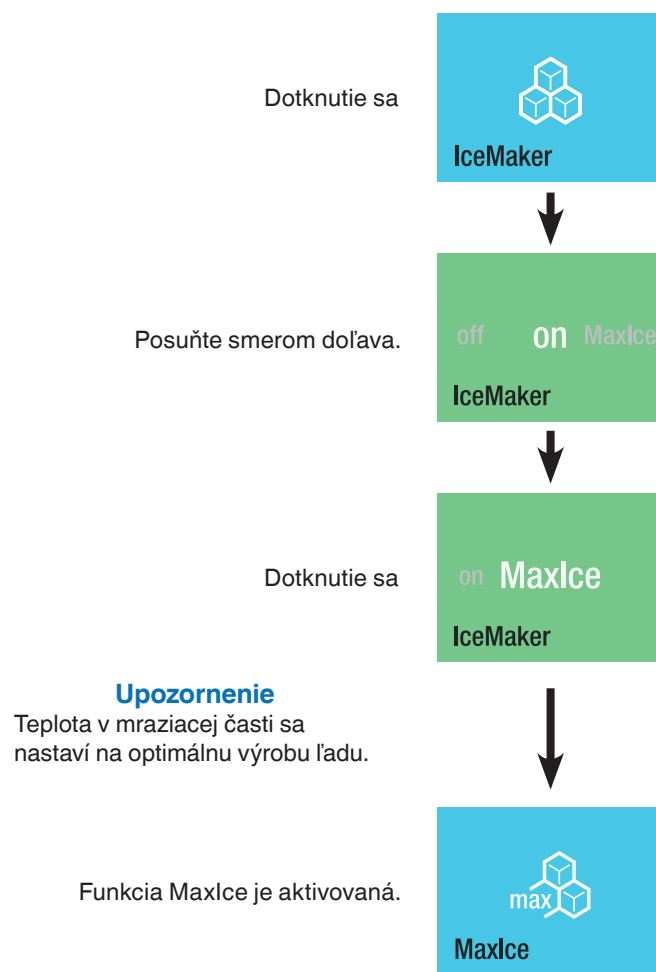 Dotknutie sa
IceMaker
Posuňte smerom doľava.
off on MaxIce
IceMaker
Dotknutie sa
on MaxIce
IceMaker
Upozornenie
Teplota v mraziacej časti sa
nastaví na optimálnu výrobu ľadu.
Funkcia MaxIce je aktivovaná.
max
MaxIce